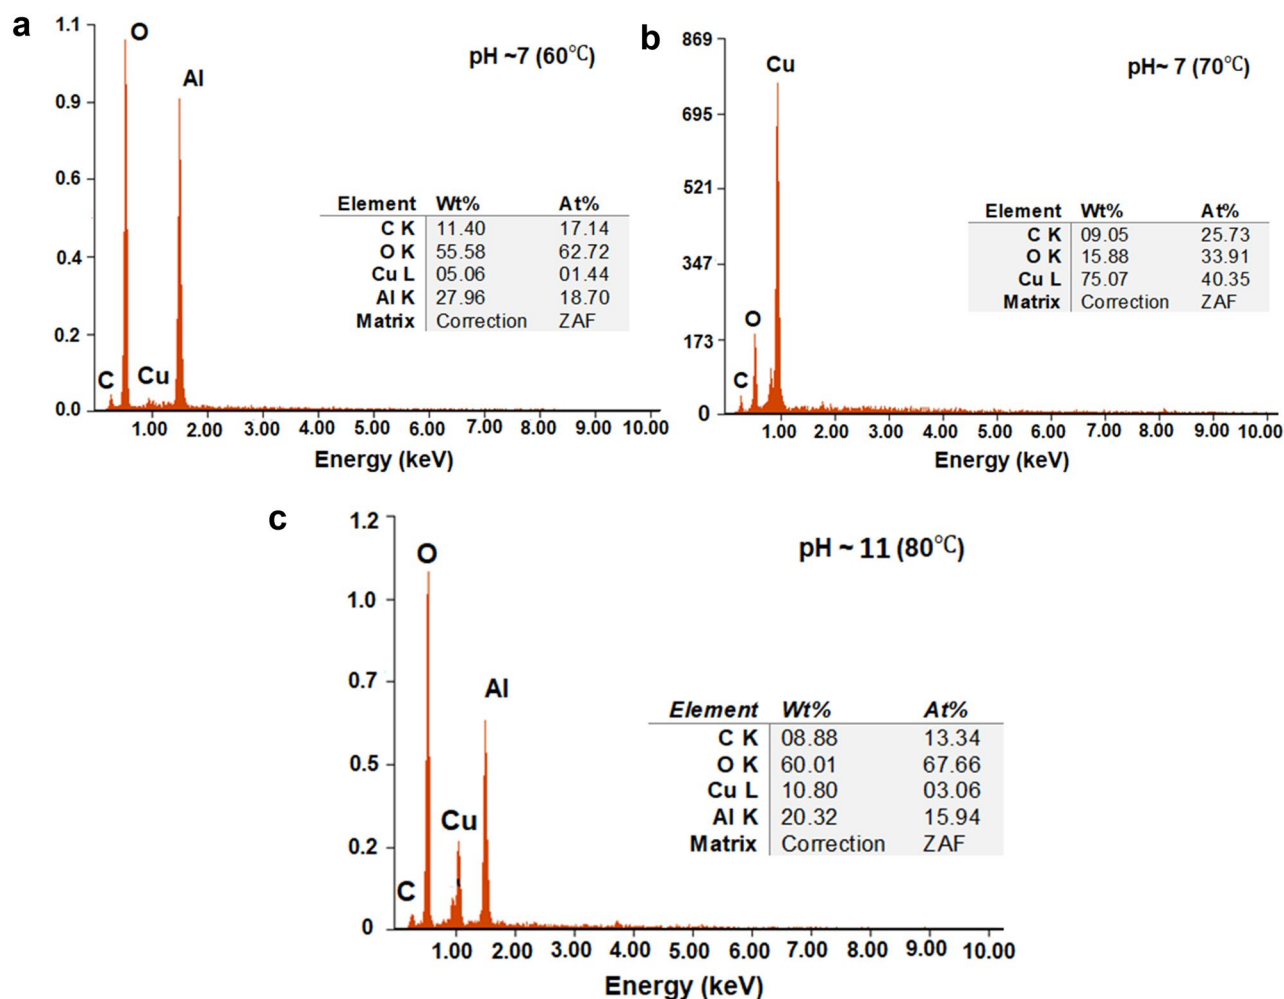 a
pH ~7 (60℃)
1.1
0.9
0.6
0.4
0.2
0.0
O
Al
C
Cu
Element Wt% At%
C K 11.40 17.14
O K 55.58 62.72
Cu L 05.06 01.44
Al K 27.96 18.70
Matrix Correction ZAF
1.00 2.00 3.00 4.00 5.00 6.00 7.00 8.00 9.00 10.00
Energy (keV)
b
pH~ 7 (70℃)
869
695
521
347
173
0
Cu
O
C
Element Wt% At%
C K 09.05 25.73
O K 15.88 33.91
Cu L 75.07 40.35
Matrix Correction ZAF
1.00 2.00 3.00 4.00 5.00 6.00 7.00 8.00 9.00 10.00
Energy (keV)
c
pH ~ 11 (80℃)
1.2
1.0
0.7
0.5
0.2
0
O
Al
Cu
C
Element Wt% At%
C K 08.88 13.34
O K 60.01 67.66
Cu L 10.80 03.06
Al K 20.32 15.94
Matrix Correction ZAF
1.00 2.00 3.00 4.00 5.00 6.00 7.00 8.00 9.00 10.00
Energy (keV)